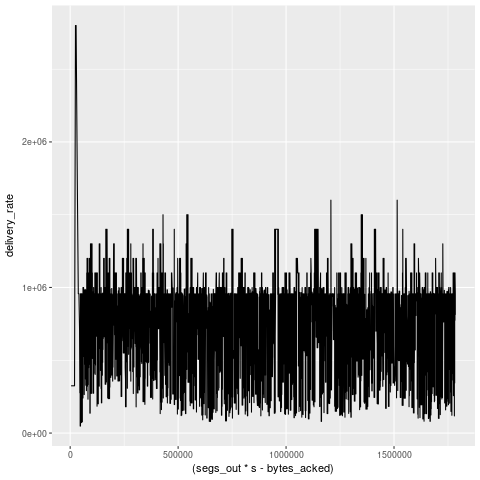 2e+06
1e+06
0e+00
delivery_rate
0
500000
1000000
1500000
(segs_out * s - bytes_acked)